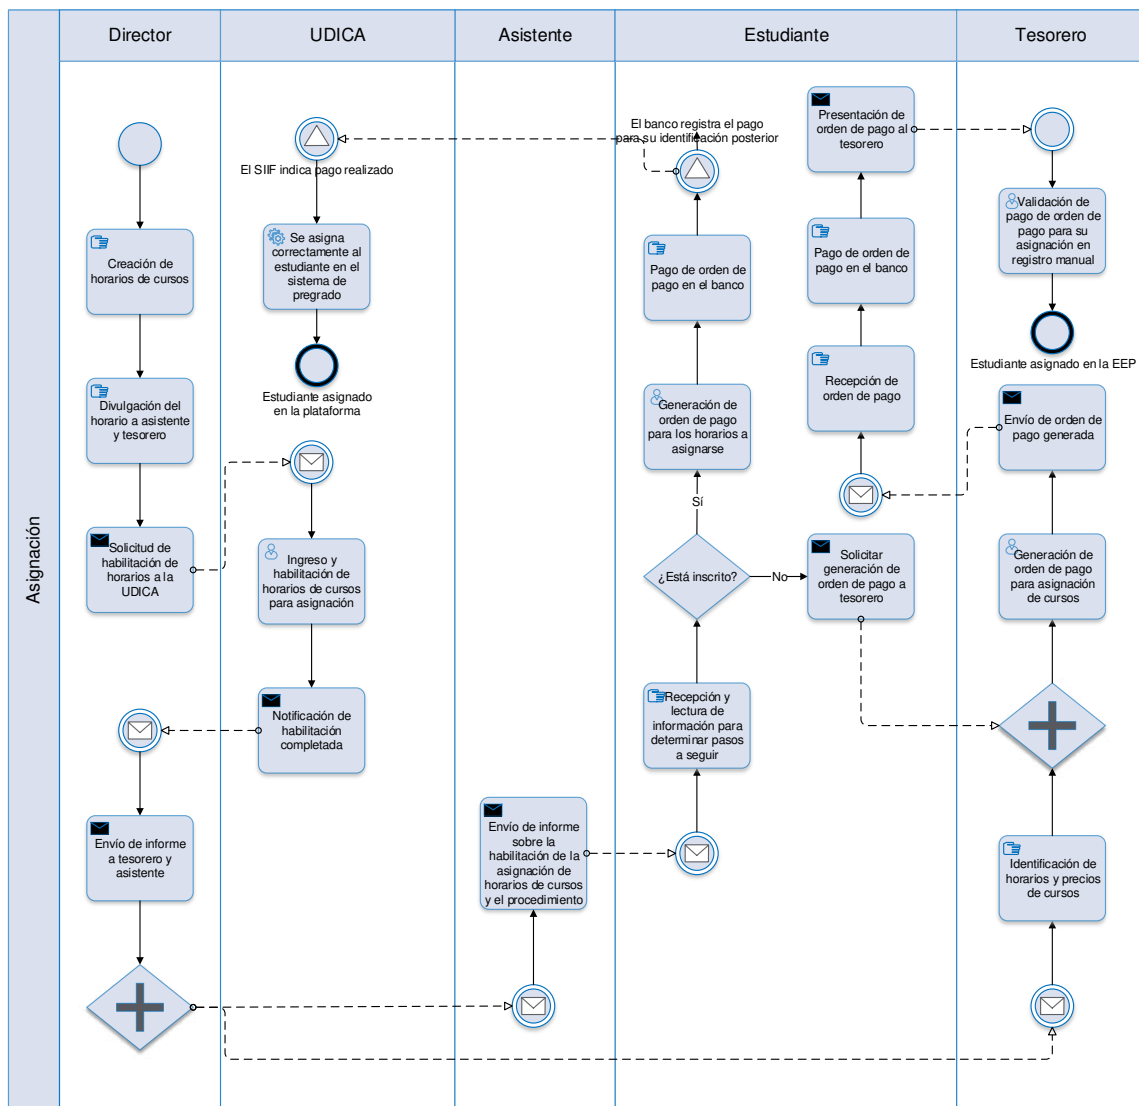 Director
UDICA
Asistente
Estudiante
Tesorero
Asignación
Creación de
horarios de cursos
Divulgación del
horario a asistente
y tesorero
Solicitud de
habilitación de
horarios a la
UDICA
Envío de informe
a tesorero y
asistente
El SIIF indica pago realizado
Se asigna
correctamente al
estudiante en el
sistema de
pregrado
Estudiante asignado
en la plataforma
Ingreso y
habilitación de
horarios de cursos
para asignación
Notificación de
habilitación
completada
Envío de informe
sobre la
habilitación de la
asignación de
horarios de cursos
y el procedimiento
El banco registra el pago
para su identificación posterior
Pago de orden de
pago en el banco
Generación de
orden de pago
para los horarios a
asignarse
Sí
¿Está inscrito?
No
Recepción y
lectura de
información para
determinar pasos
a seguir
Presentación de
orden de pago al
tesorero
Pago de orden de
pago en el banco
Recepción de
orden de pago
Solicitar
generación de
orden de pago a
tesorero
Validación de
pago de orden de
pago para su
asignación en
registro manual
Estudiante asignado en la EEP
Envío de orden de
pago generada
Generación de
orden de pago
para asignación
de cursos
Identificación de
horarios y precios
de cursos